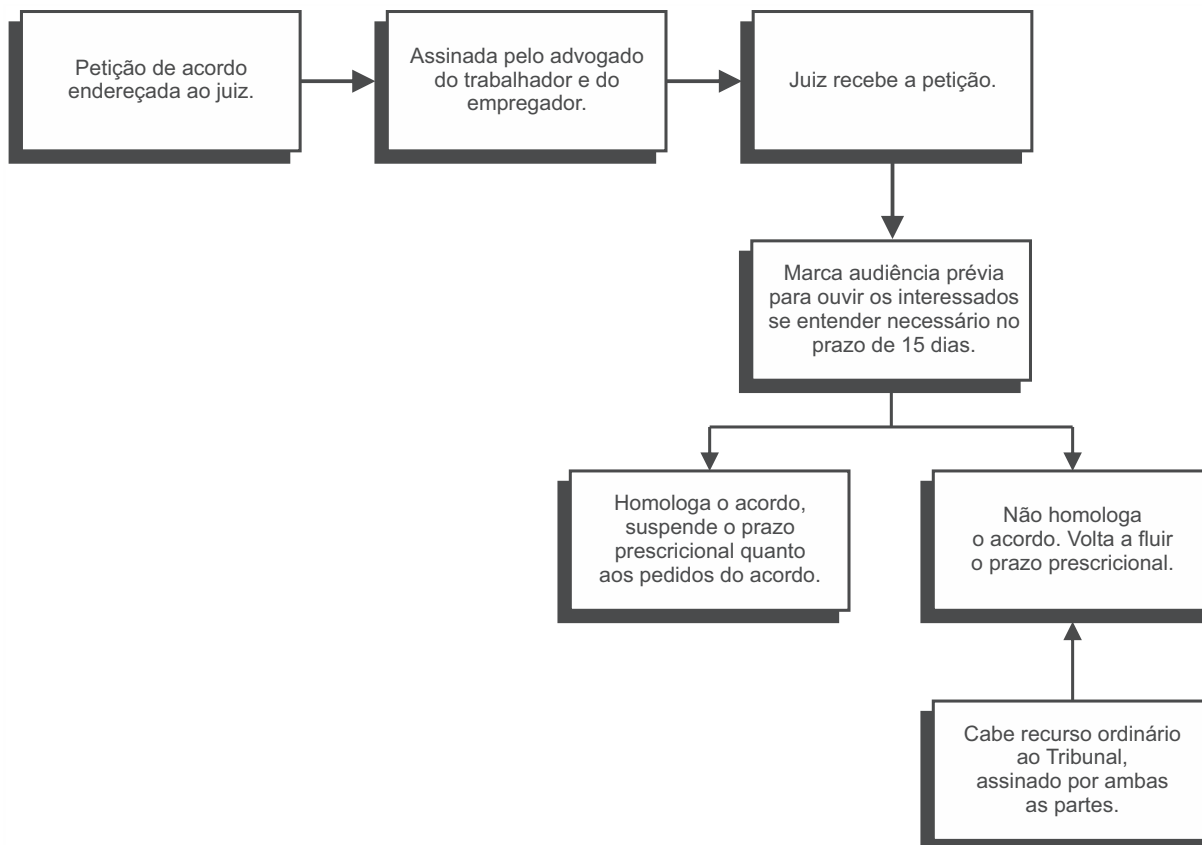 Petição de acordo
endereçada ao juiz.
Assinada pelo advogado
do trabalhador e do
empregador.
Juiz recebe a petição.
Marca audiência prévia
para ouvir os interessados
se entender necessário no
prazo de 15 dias.
Homologa o acordo,
suspende o prazo
prescricional quanto
aos pedidos do acordo.
Não homologa
o acordo. Volta a fluir
o prazo prescricional.
Cabe recurso ordinário
ao Tribunal,
assinado por ambas
as partes.